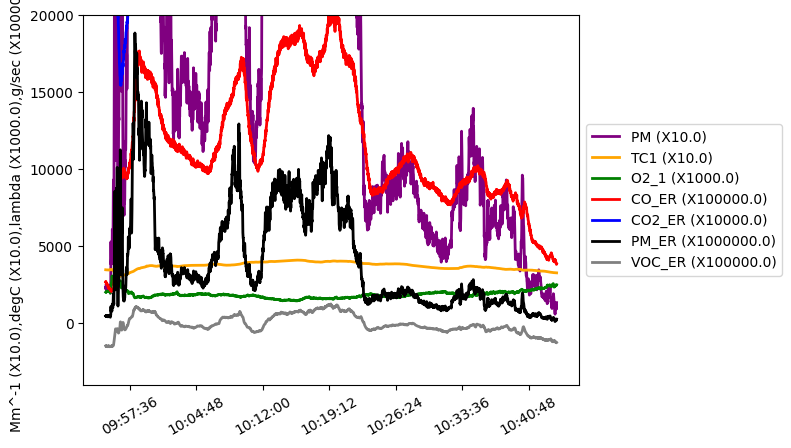 Mm^-1 (X10.0),degC (X10.0),lambda (X1000.0),g/sec (X10000
20000
15000
10000
5000
0
09:57:36
10:04:48
10:12:00
10:19:12
10:26:24
10:33:36
10:40:48
PM (X10.0)
TC1 (X10.0)
O2_1 (X1000.0)
CO_ER (X100000.0)
CO2_ER (X10000.0)
PM_ER (X1000000.0)
VOC_ER (X100000.0)